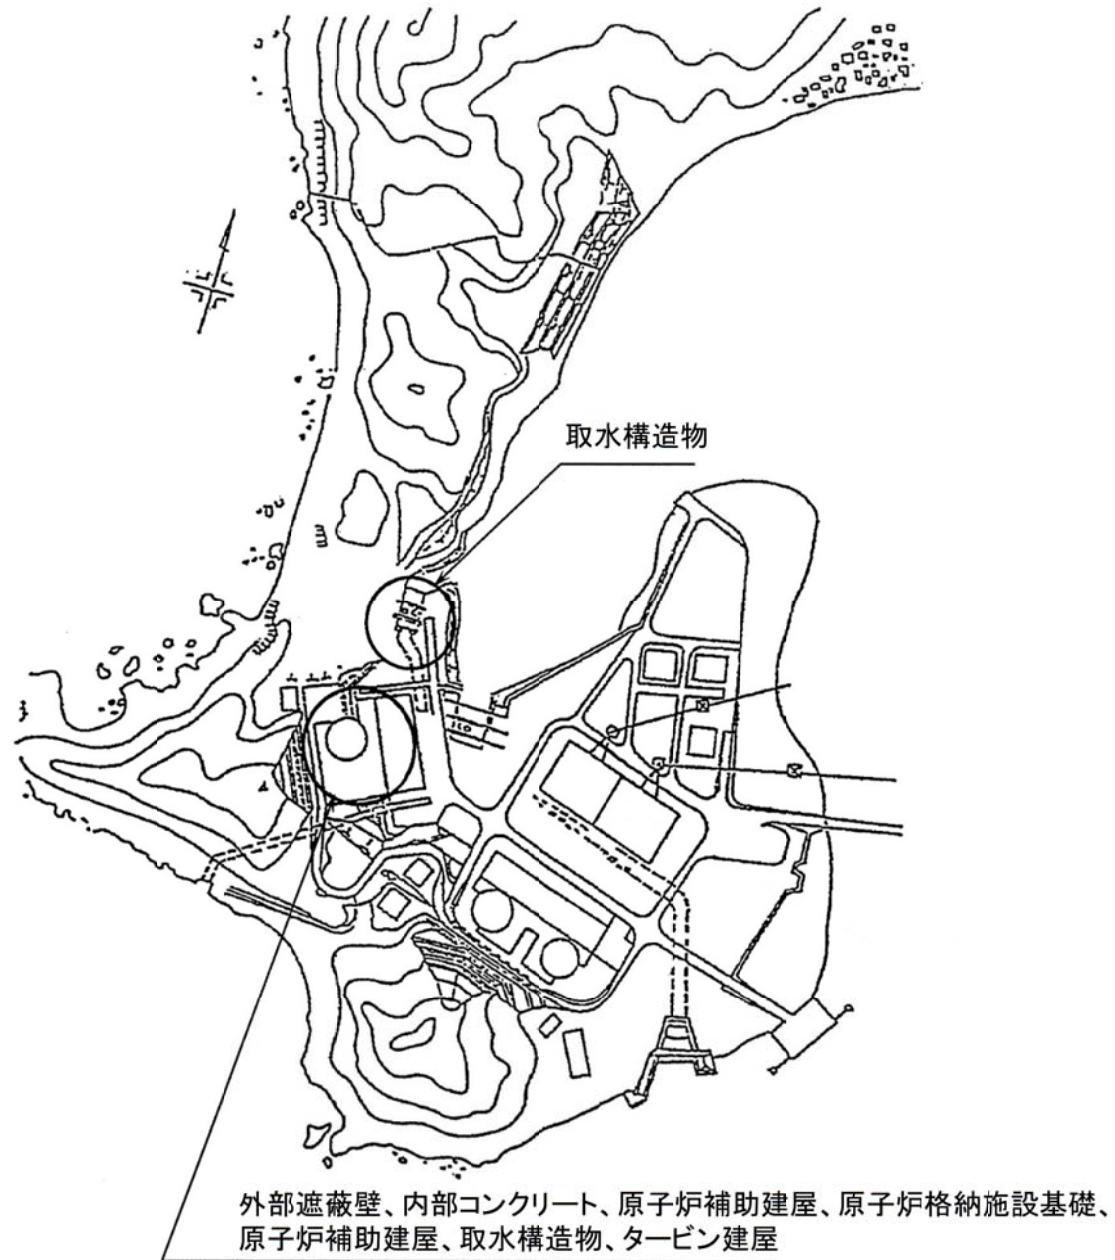 取水構造物
外部遮蔽壁、内部コンクリート、原子炉補助建屋、原子炉格納施設基礎、
原子炉補助建屋、取水構造物、タービン建屋